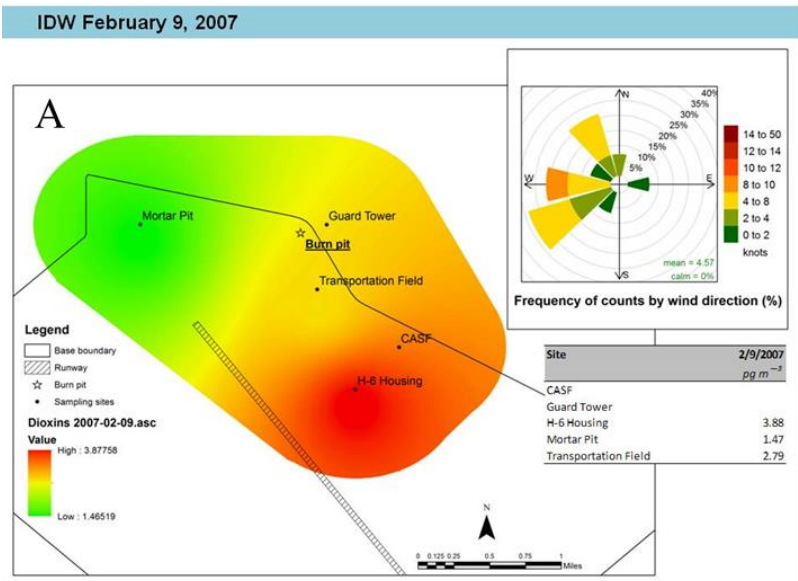 IDW February 9, 2007
A
Mortar Pit
Guard Tower
Burn pit
Transportation Field
CASF
H-6 Housing
Legend
Base boundary
Runway
Burn pit
Sampling sites
Dioxins 2007-02-09.asc
Value
High : 3.87758
Low : 1.46519
N
0 0.125 0.25 0.5 0.75 1
Miles
N
W
E
S
5%
10%
15%
20%
25%
30%
35%
40%
14 to 50
12 to 14
10 to 12
8 to 10
4 to 8
2 to 4
0 to 2
knots
mean = 4.57
calm = 0%
Frequency of counts by wind direction (%)
Site 2/9/2007
pg m⁻³
CASF
Guard Tower
H-6 Housing 3.88
Mortar Pit 1.47
Transportation Field 2.79